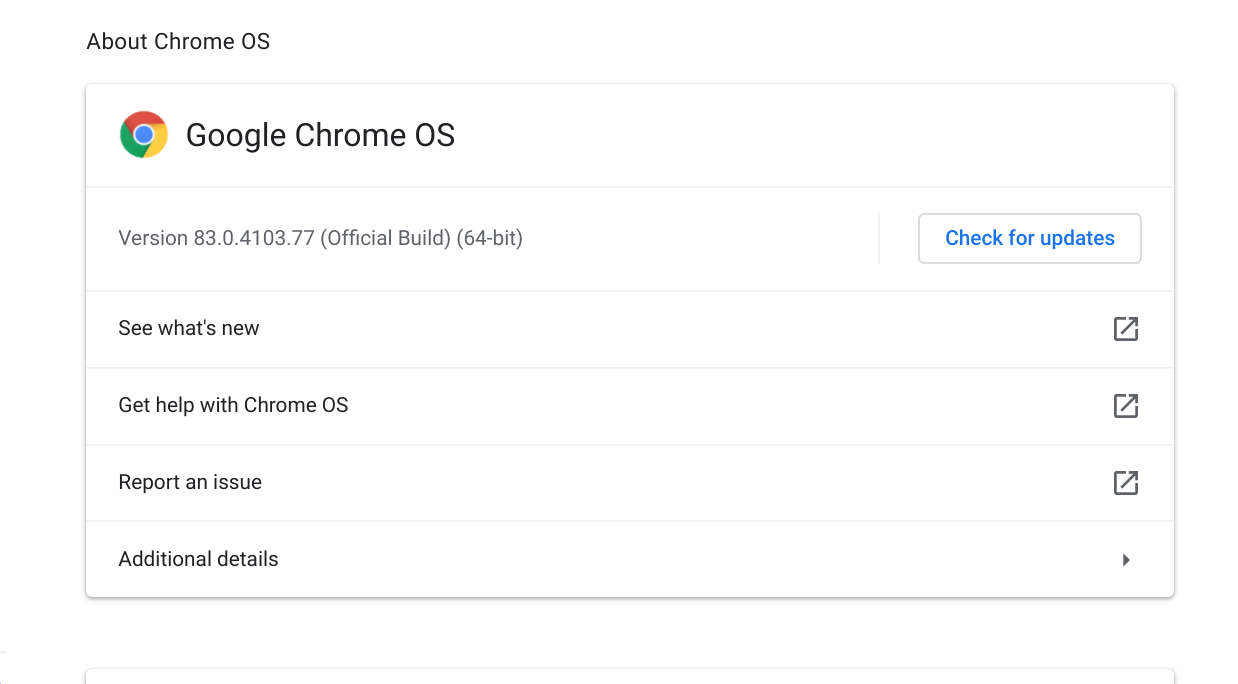 About Chrome OS
Google Chrome OS
Version 83.0.4103.77 (Official Build) (64-bit)
Check for updates
See what's new
Get help with Chrome OS
Report an issue
Additional details